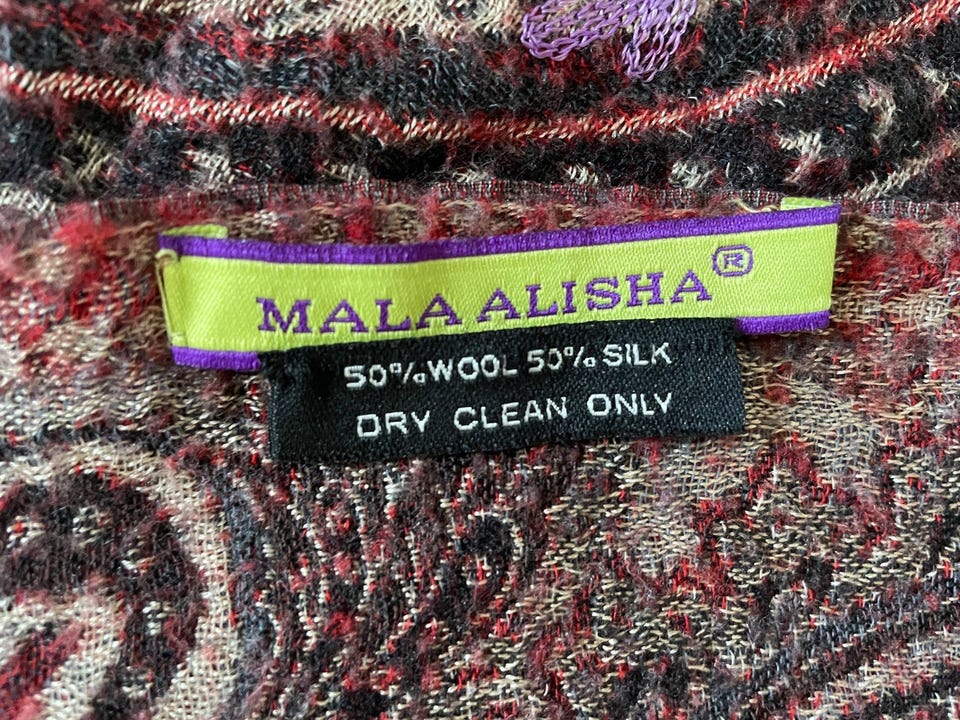 MALA ALISHA®
50% WOOL 50% SILK
DRY CLEAN ONLY